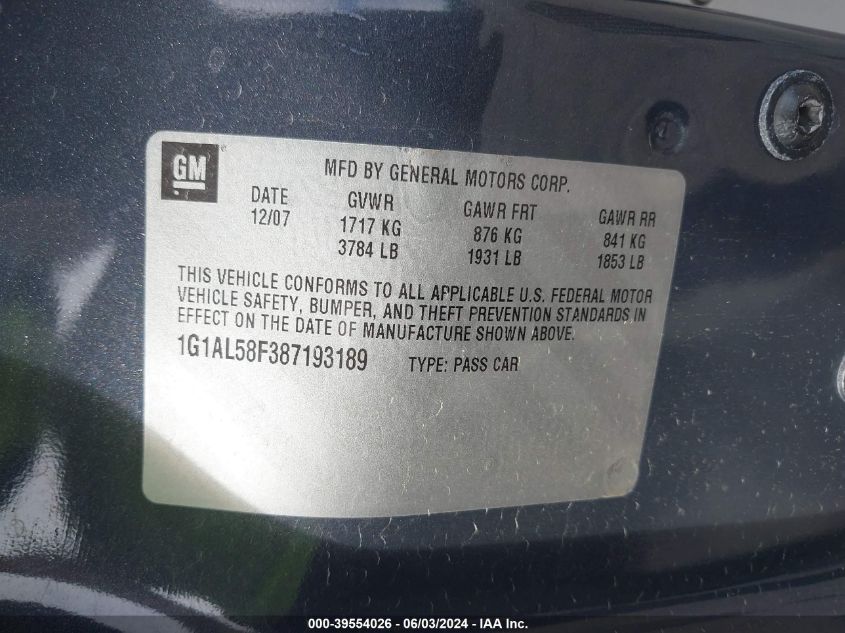 GM
MFD BY GENERAL MOTORS CORP.
DATE GVWR GAWR FRT GAWR RR
12/07 1717 KG 876 KG 841 KG
3784 LB 1931 LB 1853 LB
THIS VEHICLE CONFORMS TO ALL APPLICABLE U.S. FEDERAL MOTOR
VEHICLE SAFETY, BUMPER, AND THEFT PREVENTION STANDARDS IN
EFFECT ON THE DATE OF MANUFACTURE SHOWN ABOVE.
1G1AL58F387193189 TYPE: PASS CAR
000-39554026 - 06/03/2024 - IAA Inc.